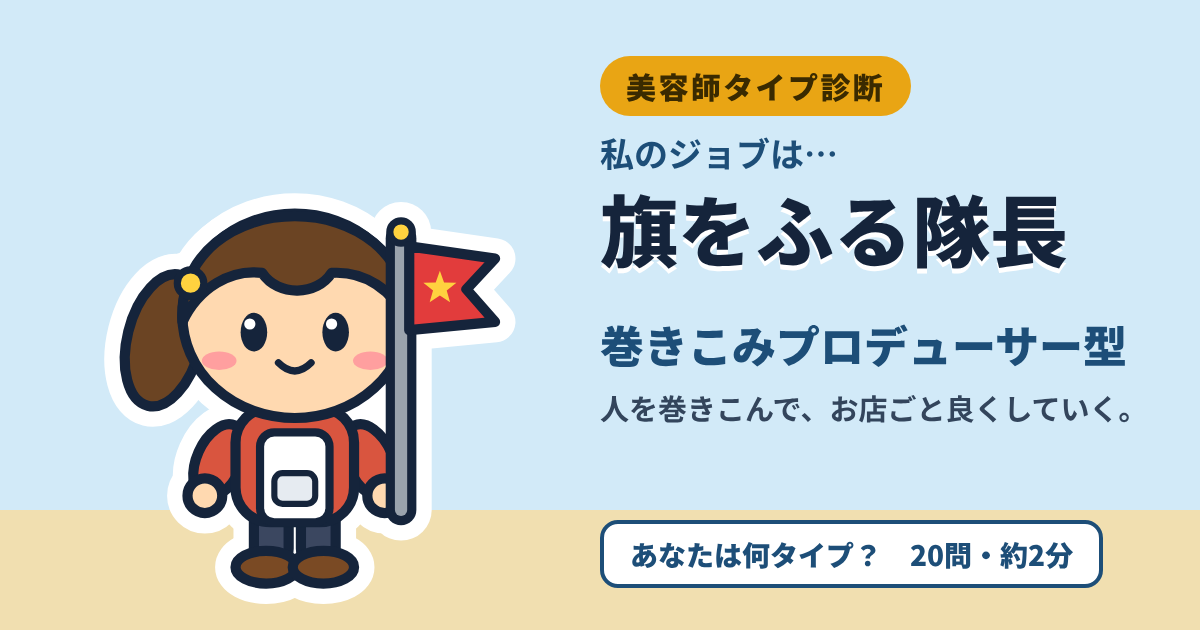 美容師タイプ診断
私のジョブは…
旗をふる隊長
巻きこみプロデューサー型
人を巻きこんで、お店ごと良くしていく。
あなたは何タイプ？　20問・約2分